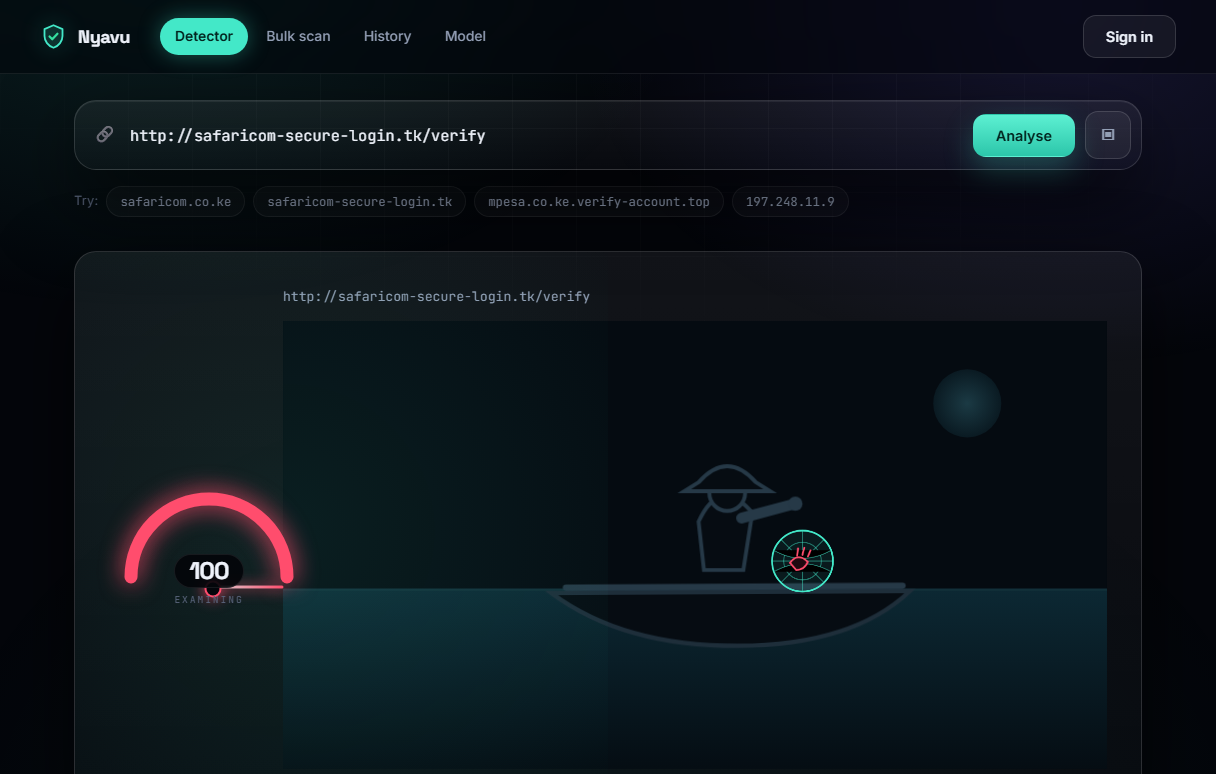 Nyavu
Detector
Bulk scan
History
Model
Sign in
http://safaricom-secure-login.tk/verify
Analyse
Try:
safaricom.co.ke
safaricom-secure-login.tk
mpesa.co.ke.verify-account.top
197.248.11.9
http://safaricom-secure-login.tk/verify
100
EXAMINING